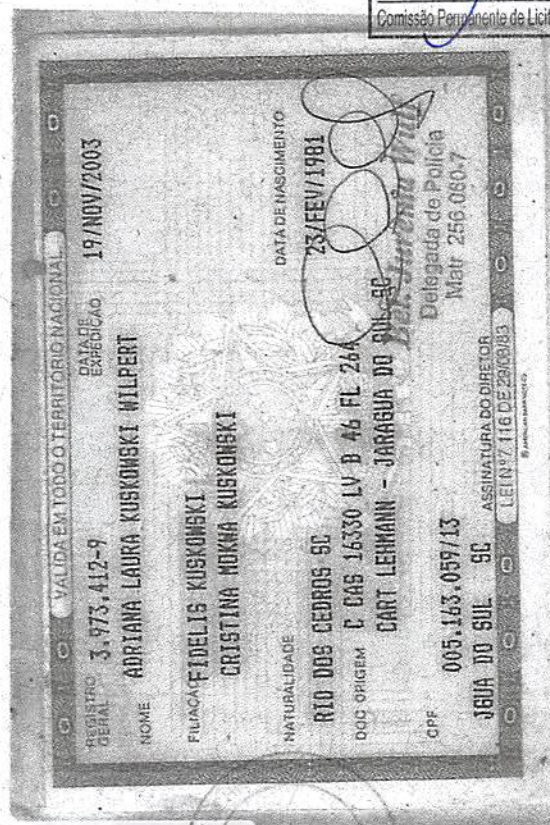 Comissão Permanente de Licit
VALIDA EM TODO O TERRITÓRIO NACIONAL
REGISTRO GERAL 3.973.412-9 DATA DE EXPEDIÇÃO 19/NOV/2003
NOME ADRIANA LAURA KUSKOWSKI WILPERT
FILIAÇÃO FIDELIS KUSKOWSKI
CRISTINA MOKWA KUSKOWSKI
NATURALIDADE DATA DE NASCIMENTO
RIO DOS CEDROS SC 23/FEV/1981
DOC ORIGEM C CAS 16330 LV B 46 FL 264
CART LEHMANN - JARAGUA DO SUL SC
CPF 005.163.059/13
JGUA DO SUL SC
Delegada de Polícia
Matr 256.060-7
ASSINATURA DO DIRETOR
LEI Nº 7.116 DE 29/08/83